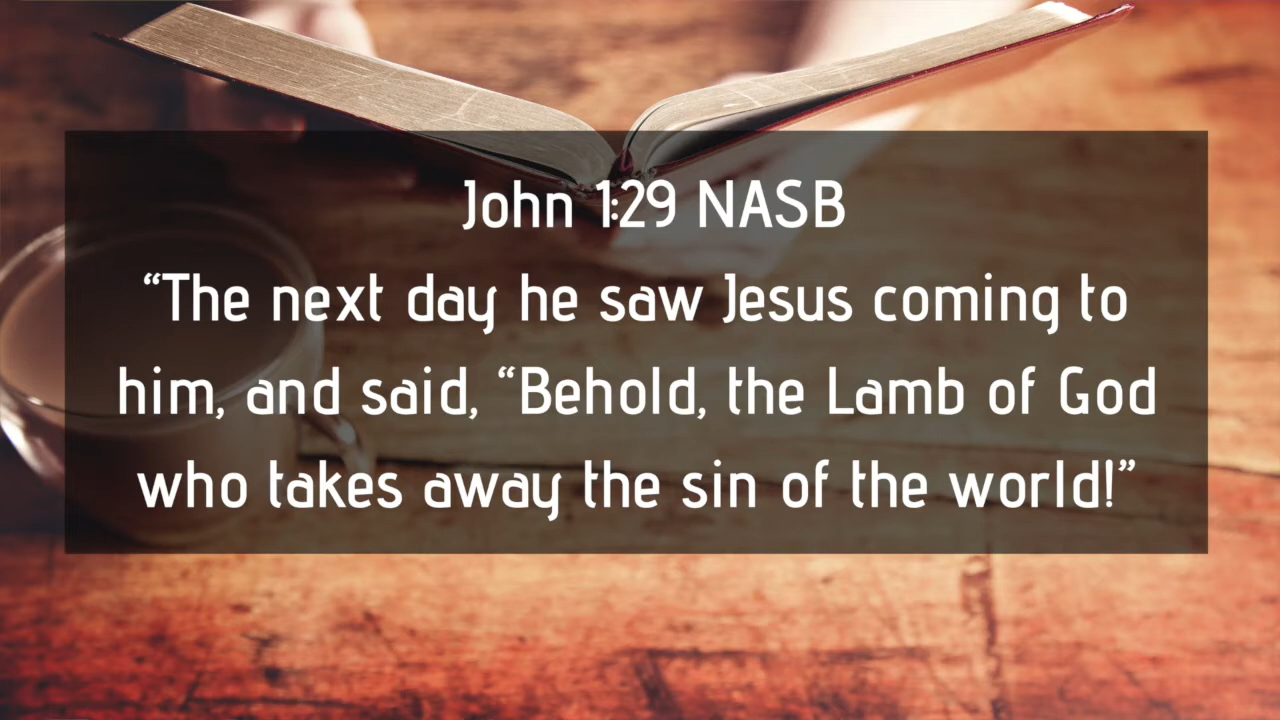 John 1:29 NASB
“The next day he saw Jesus coming to
him, and said, “Behold, the Lamb of God
who takes away the sin of the world!”